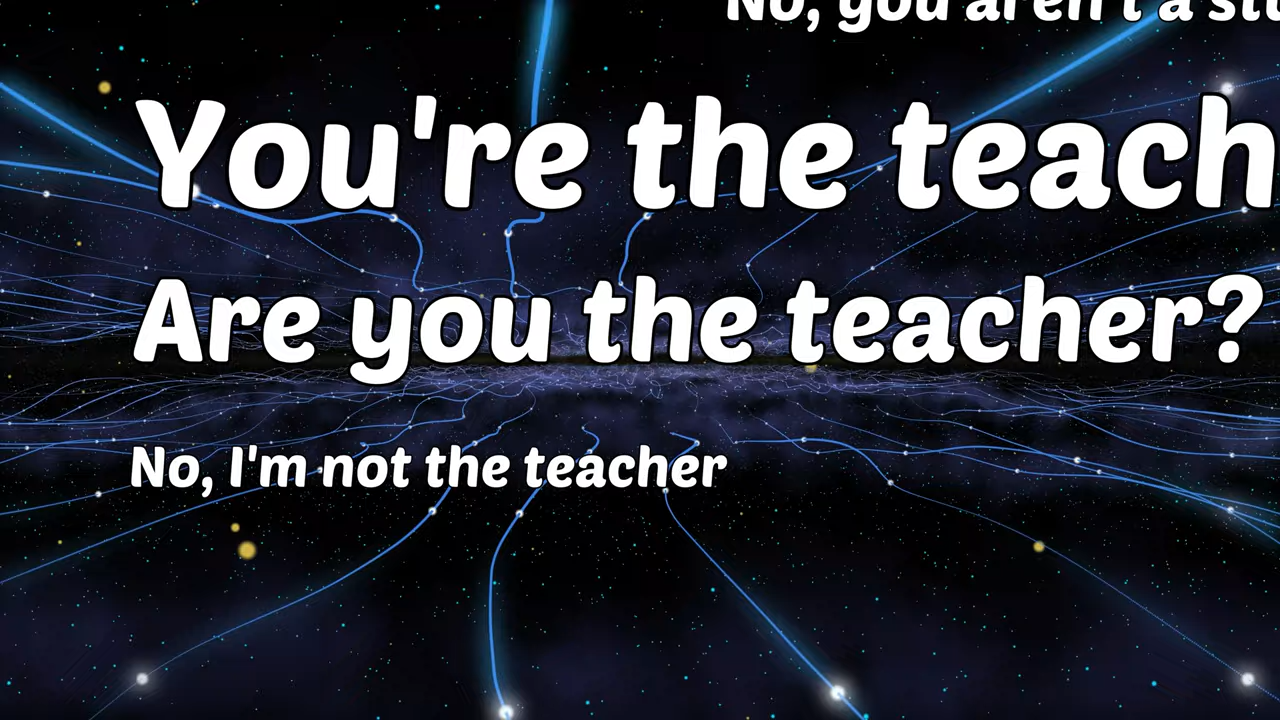 No, you aren't a
You're the teach
Are you the teacher?
No, I'm not the teacher